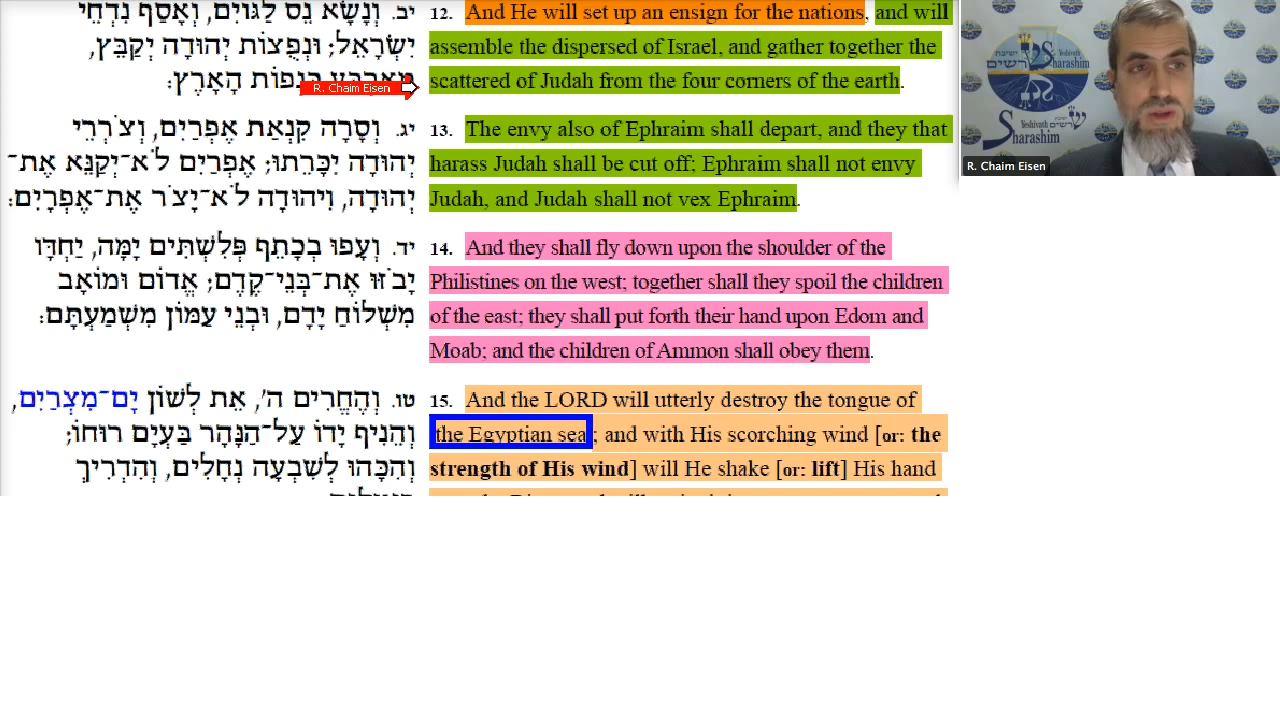 יב. וְנָשָׂא נֵס לַגּוֹיִם, וְאָסַף נִדְחֵי
יִשְׂרָאֵל; וּנְפֻצוֹת יְהוּדָה יְקַבֵּץ,
כַּנְפוֹת הָאָרֶץ:
R. Chaim Eisen
יג. וְסָרָה קִנְאַת אֶפְרַיִם, וְצֹרְרֵי
יְהוּדָה יִכָּרֵתוּ; אֶפְרַיִם לֹא־יְקַנֵּא אֶת־
יְהוּדָה, וִיהוּדָה לֹא־יָצֹר אֶת־אֶפְרָיִם:
יד. וְעָפוּ בְכָתֵף פְּלִשְׁתִּים יָמָּה, יַחְדָּו
יָבֹזּוּ אֶת־בְּנֵי־קֶדֶם; אֱדוֹם וּמוֹאָב
מִשְׁלוֹחַ יָדָם, וּבְנֵי עַמּוֹן מִשְׁמַעְתָּם:
טו. וְהֶחֱרִים ה', אֵת לְשׁוֹן יָם־מִצְרַיִם,
וְהֵנִיף יָדוֹ עַל־הַנָּהָר בַּעְיָם רוּחוֹ;
וְהִכָּהוּ לְשִׁבְעָה נְחָלִים, וְהִדְרִיךְ
12. And He will set up an ensign for the nations, and will
assemble the dispersed of Israel, and gather together the
scattered of Judah from the four corners of the earth.
13. The envy also of Ephraim shall depart, and they that
harass Judah shall be cut off; Ephraim shall not envy
Judah, and Judah shall not vex Ephraim.
14. And they shall fly down upon the shoulder of the
Philistines on the west; together shall they spoil the children
of the east; they shall put forth their hand upon Edom and
Moab; and the children of Ammon shall obey them.
15. And the LORD will utterly destroy the tongue of
the Egyptian sea; and with His scorching wind [or: the
strength of His wind] will He shake [or: lift] His hand
ישיבת
שרשים
Yeshivath
Sharashim
Yeshivath שרשים
Sharashim
R. Chaim Eisen